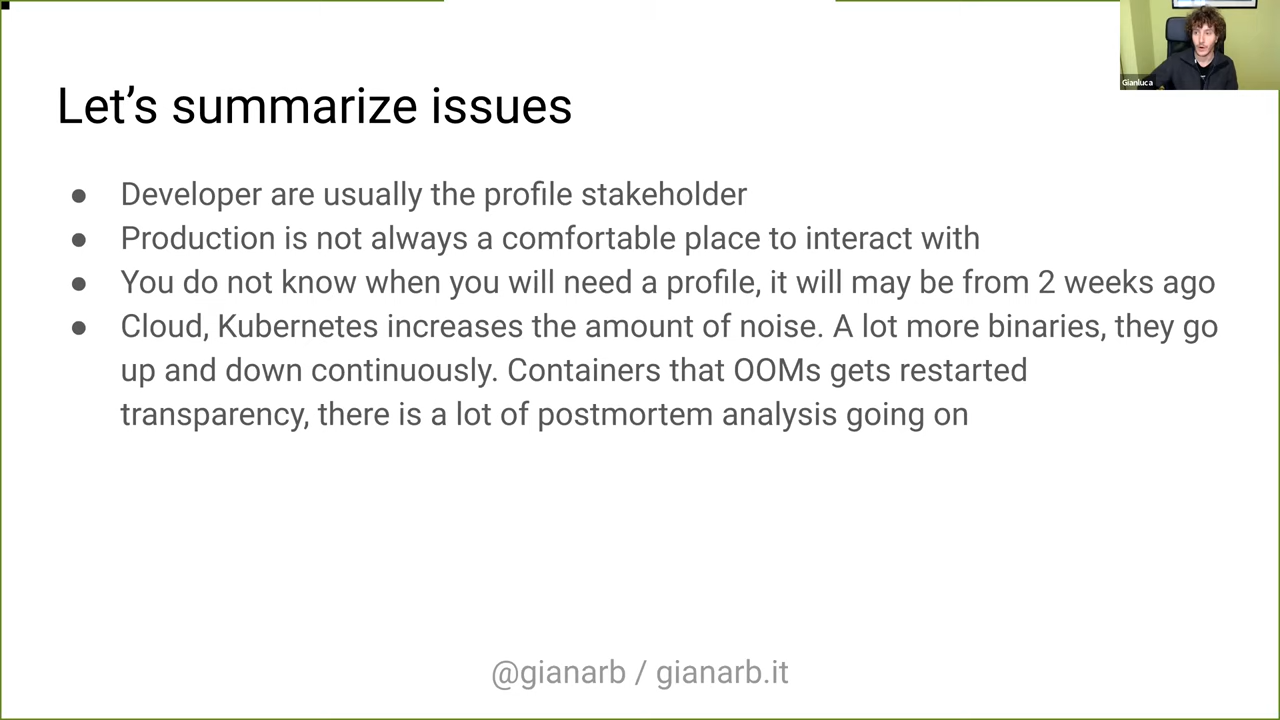 Gianluca
Let's summarize issues
● Developer are usually the profile stakeholder
● Production is not always a comfortable place to interact with
● You do not know when you will need a profile, it will may be from 2 weeks ago
● Cloud, Kubernetes increases the amount of noise. A lot more binaries, they go
up and down continuously. Containers that OOMs gets restarted
transparency, there is a lot of postmortem analysis going on
@gianarb / gianarb.it